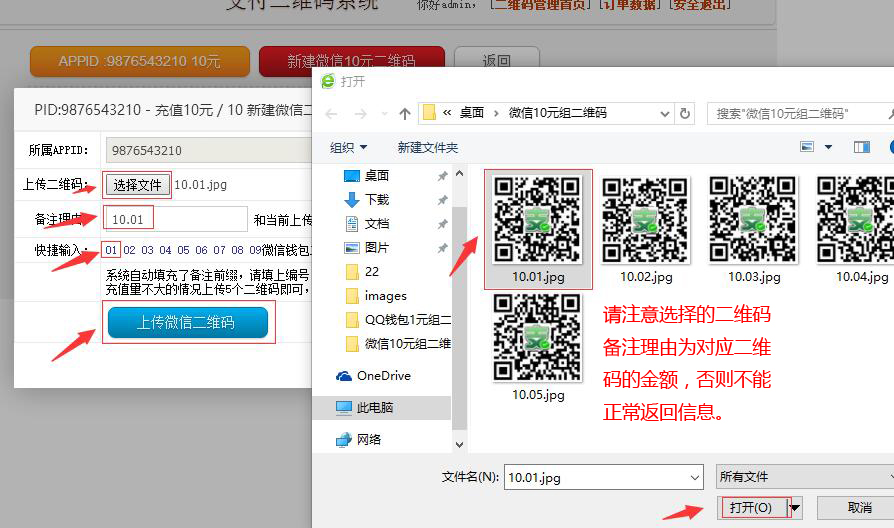 支付二维码系统
你好admin, [二维码管理首页] [订单数据] [安全退出]
APPID :9876543210 10元
新建微信10元二维码
返回
PID:9876543210 - 充值10元 / 10 新建微信二
所属APPID:
9876543210
上传二维码:
选择文件
10.01.jpg
备注理由:
10.01
和当前上传
快捷输入:
01 02 03 04 05 06 07 08 09微信钱包
系统自动填充了备注前缀，请填上编号
充值量不大的情况上传5个二维码即可，
上传微信二维码
打开
« 桌面 › 微信10元组二维码
搜索"微信10元组二维码"
组织
新建文件夹
桌面
下载
文档
图片
22
images
QQ钱包1元组二
微信10元组二维
OneDrive
此电脑
网络
10.01.jpg
10.02.jpg
10.03.jpg
10.04.jpg
10.05.jpg
请注意选择的二维码
备注理由为对应二维
码的金额，否则不能
正常返回信息。
文件名(N):
10.01.jpg
所有文件
打开(O)
取消